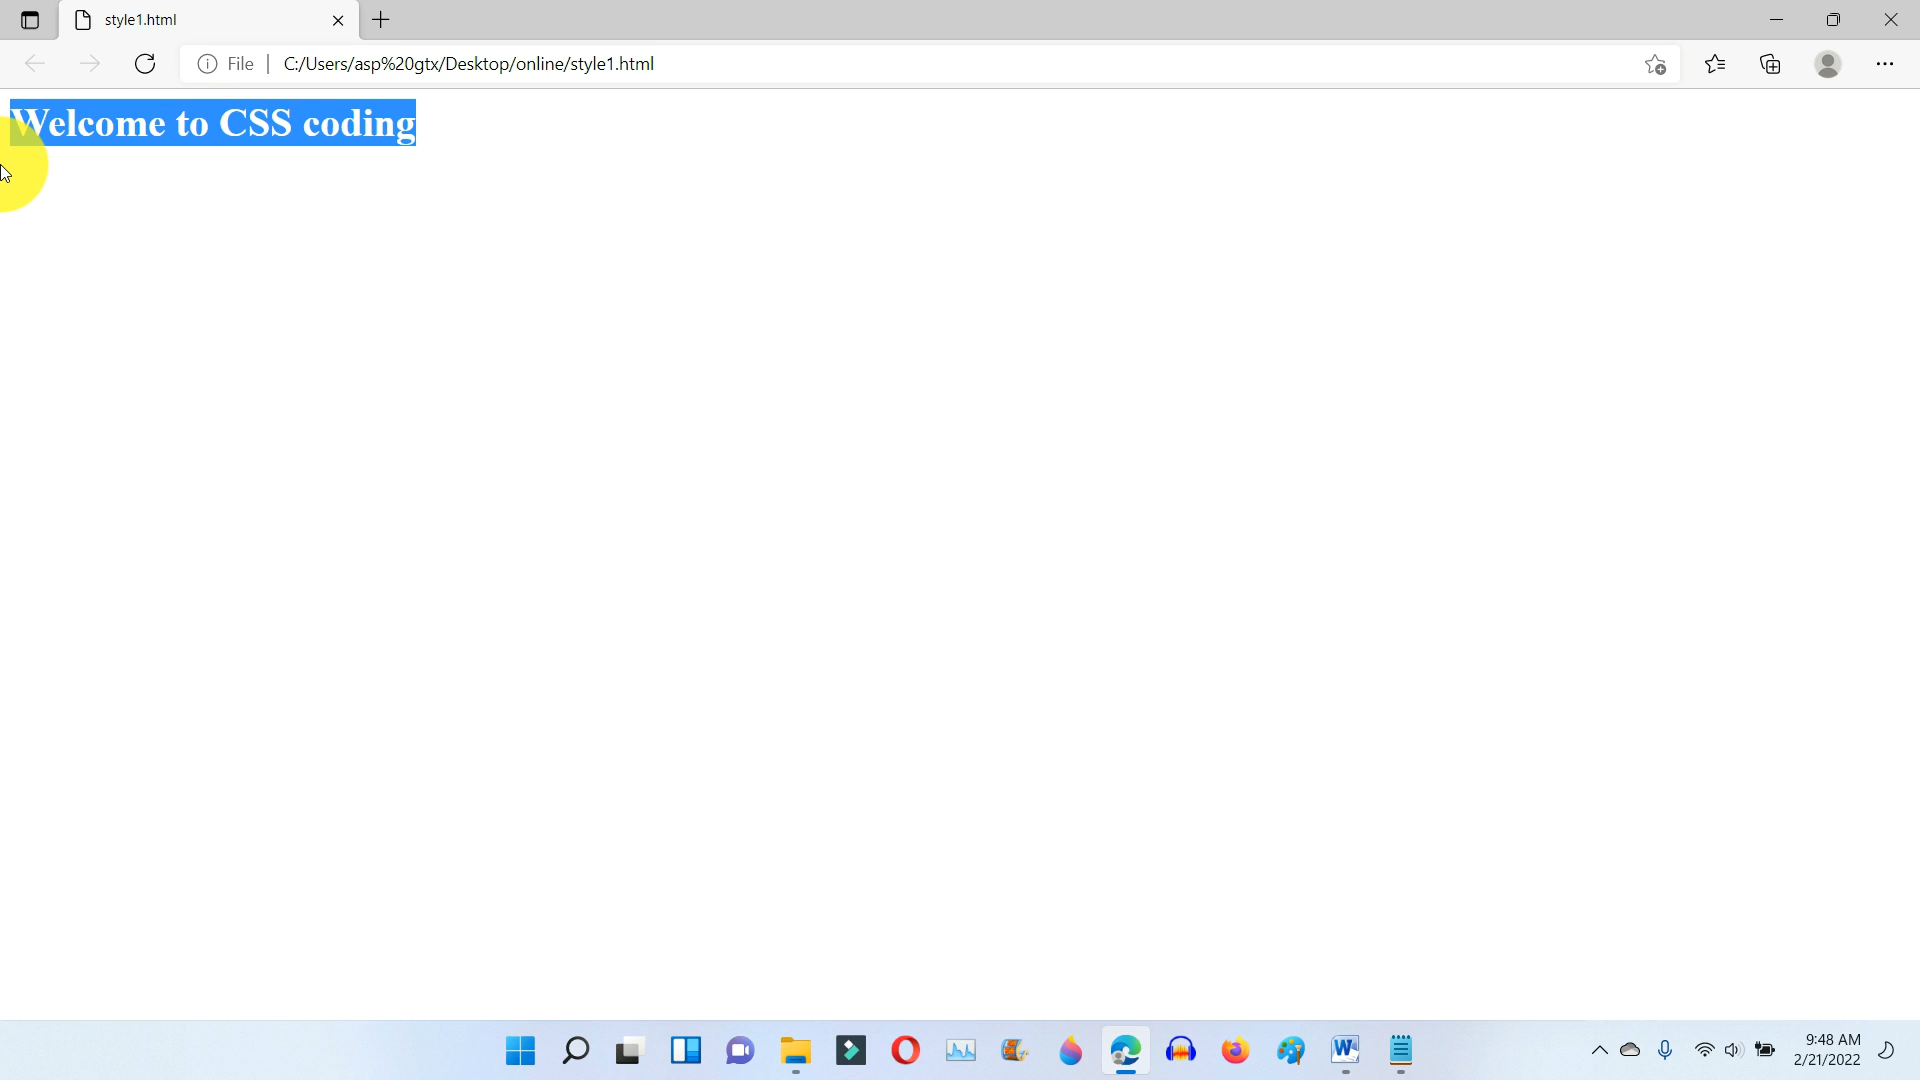 style1.html
File
C:/Users/asp%20gtx/Desktop/online/style1.html
Welcome to CSS coding
9:48 AM
2/21/2022